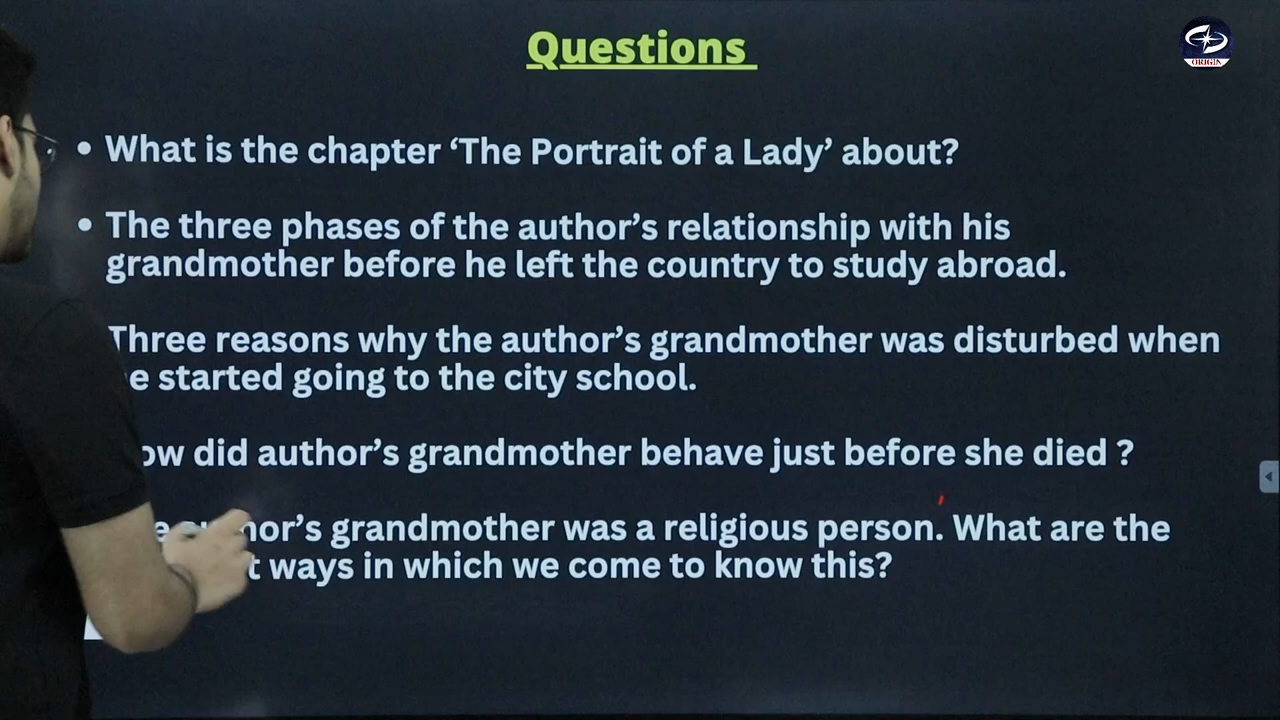 Questions
ORIGIN
• What is the chapter ‘The Portrait of a Lady’ about?
• The three phases of the author’s relationship with his
grandmother before he left the country to study abroad.
Three reasons why the author’s grandmother was disturbed when
started going to the city school.
did author’s grandmother behave just before she died ?
grandmother was a religious person. What are the
ways in which we come to know this?